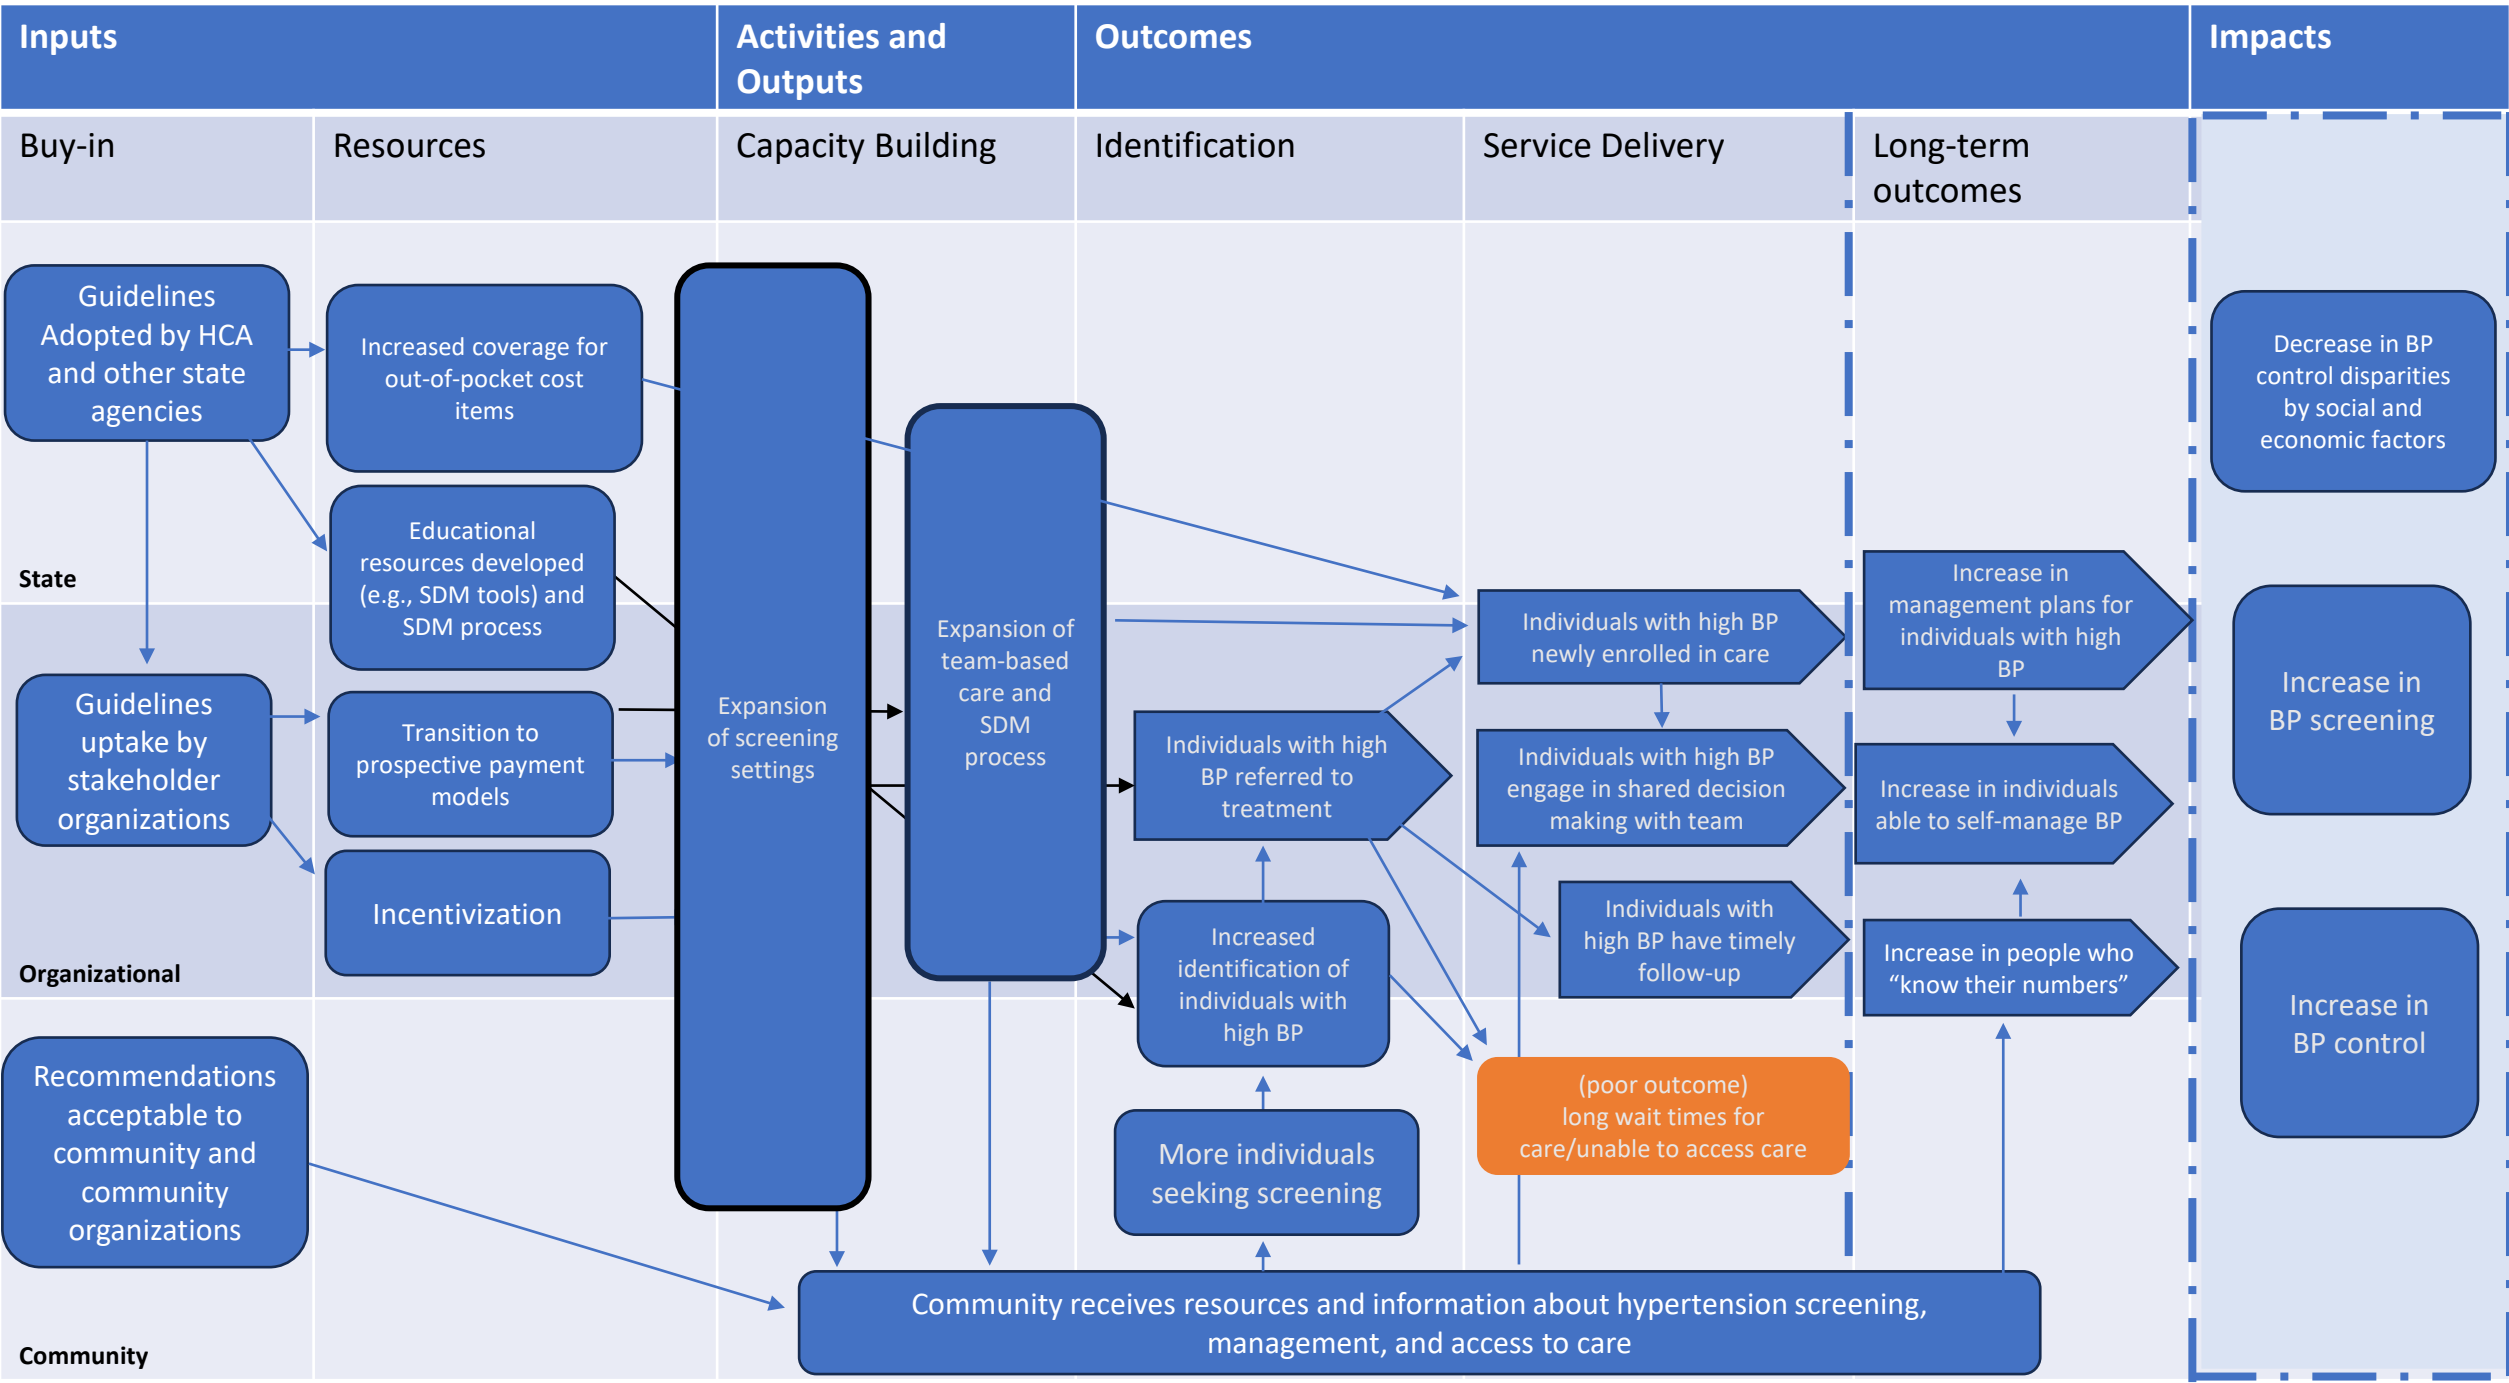 Inputs
Activities and
Outputs
Outcomes
Impacts
Buy-in
Resources
Capacity Building
Identification
Service Delivery
Long-term
outcomes
Guidelines
Adopted by HCA
and other state
agencies
Increased coverage for
out-of-pocket cost
items
Educational
resources developed
(e.g., SDM tools) and
SDM process
State
Guidelines
uptake by
stakeholder
organizations
Transition to
prospective payment
models
Incentivization
Organizational
Recommendations
acceptable to
community and
community
organizations
Community
Expansion
of screening
settings
Expansion of
team-based
care and
SDM
process
Individuals with high
BP referred to
treatment
Increased
identification of
individuals with
high BP
More individuals
seeking screening
Community receives resources and information about hypertension screening,
management, and access to care
Individuals with high BP
newly enrolled in care
Individuals with high BP
engage in shared decision
making with team
Individuals with
high BP have timely
follow-up
(poor outcome)
long wait times for
care/unable to access care
Increase in
management plans for
individuals with high
BP
Increase in individuals
able to self-manage BP
Increase in people who
“know their numbers”
Decrease in BP
control disparities
by social and
economic factors
Increase in
BP screening
Increase in
BP control